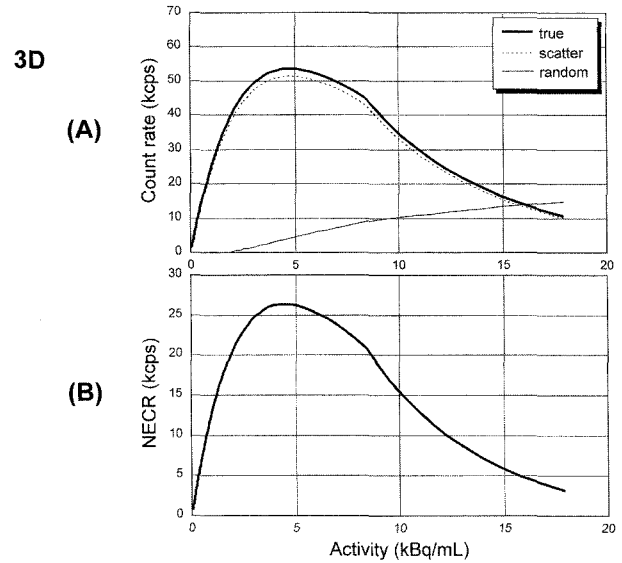 3D
(A)
Count rate (kcps)
70
60
50
40
30
20
10
0
true
scatter
random
0 5 10 15 20
(B)
NECR (kcps)
30
25
20
15
10
5
0
0 5 10 15 20
Activity (kBq/mL)